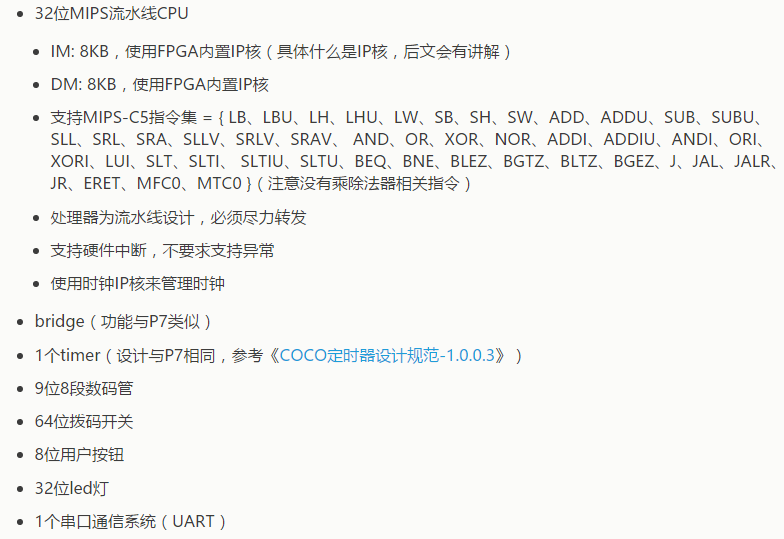 32位MIPS流水线CPU
IM: 8KB，使用FPGA内置IP核（具体什么是IP核，后文会有讲解）
DM: 8KB，使用FPGA内置IP核
支持MIPS-C5指令集 = { LB、LBU、LH、LHU、LW、SB、SH、SW、ADD、ADDU、SUB、SUBU、
SLL、SRL、SRA、SLLV、SRLV、SRAV、 AND、OR、XOR、NOR、ADDI、ADDIU、ANDI、ORI、
XORI、LUI、SLT、SLTI、 SLTIU、SLTU、BEQ、BNE、BLEZ、BGTZ、BLTZ、BGEZ、J、JAL、JALR、
JR、ERET、MFC0、MTC0 }（注意没有乘除法器相关指令）
处理器为流水线设计，必须尽力转发
支持硬件中断，不要求支持异常
使用时钟IP核来管理时钟
bridge（功能与P7类似）
1个timer（设计与P7相同，参考《COCO定时器设计规范-1.0.0.3》）
9位8段数码管
64位拨码开关
8位用户按钮
32位led灯
1个串口通信系统（UART）